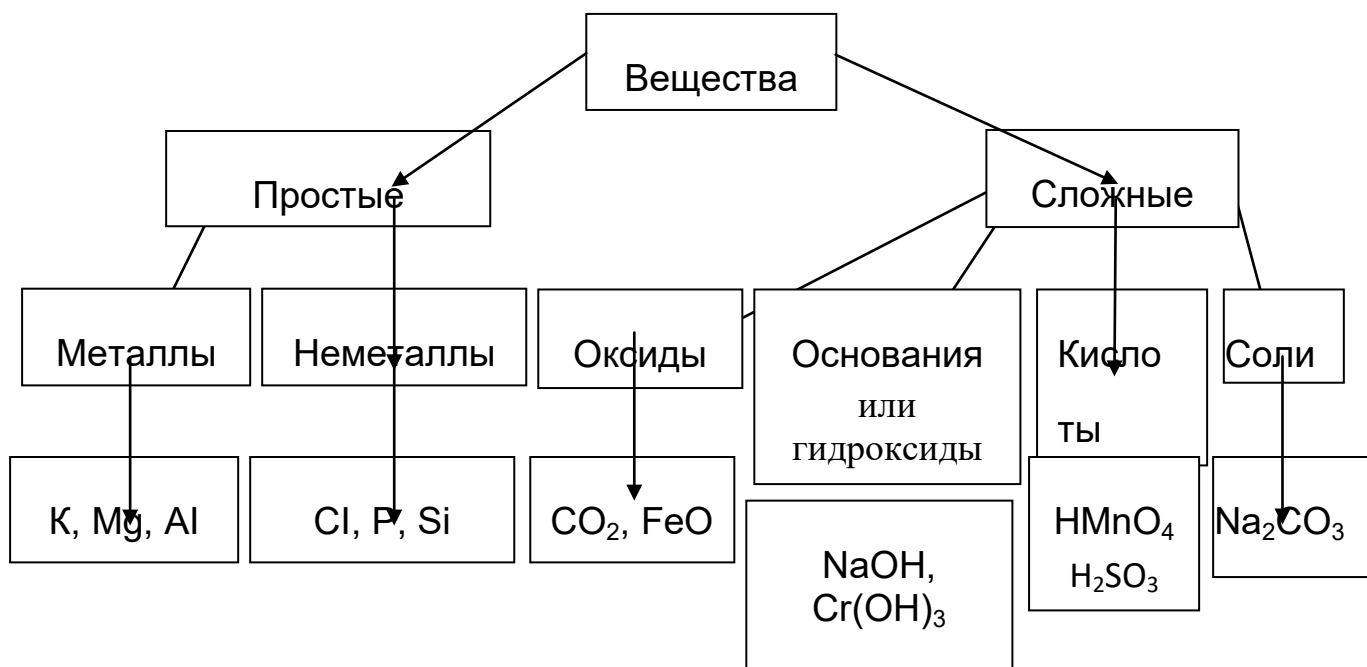 Вещества
Простые
Сложные
Металлы
Неметаллы
Оксиды
Основания
или
гидроксиды
Кисло
ты
Соли
К, Mg, Al
Cl, P, Si
CO₂, FeO
NaOH,
Cr(OH)₃
HMnO₄
H₂SO₃
Na₂CO₃